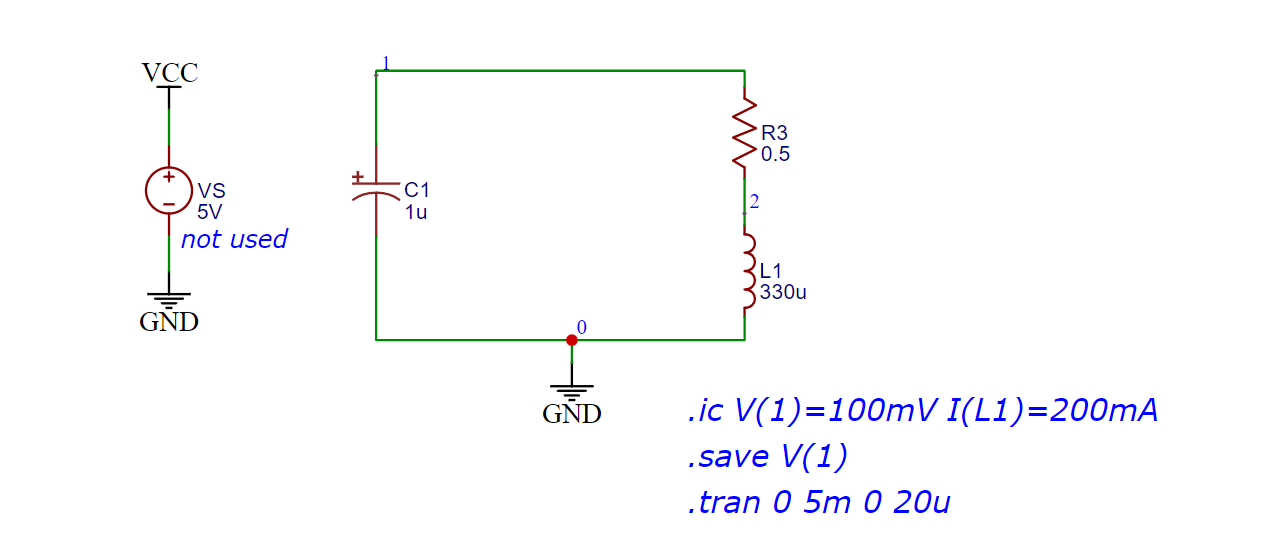 VCC
VS
5V
not used
GND
1
C1
1u
R3
0.5
2
L1
330u
0
GND
.ic V(1)=100mV I(L1)=200mA
.save V(1)
.tran 0 5m 0 20u